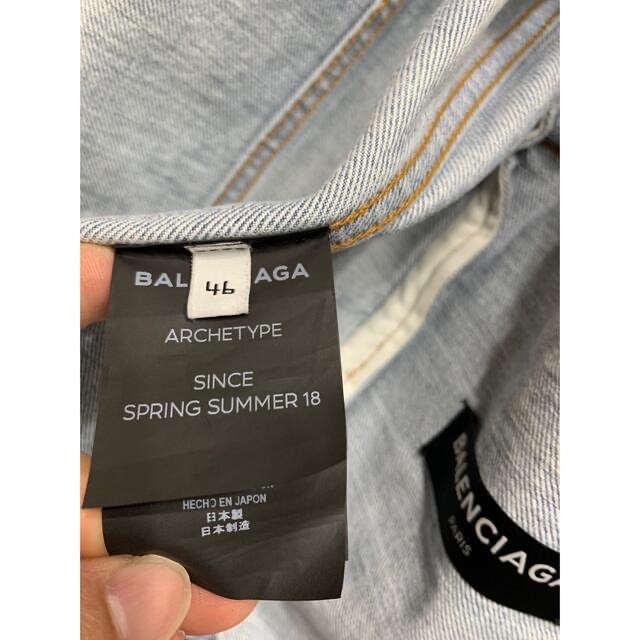 BAL AGA
46
ARCHETYPE
SINCE
SPRING SUMMER 18
HECHO EN JAPON
日本製
日本制造
BALENCIAGA
PARIS